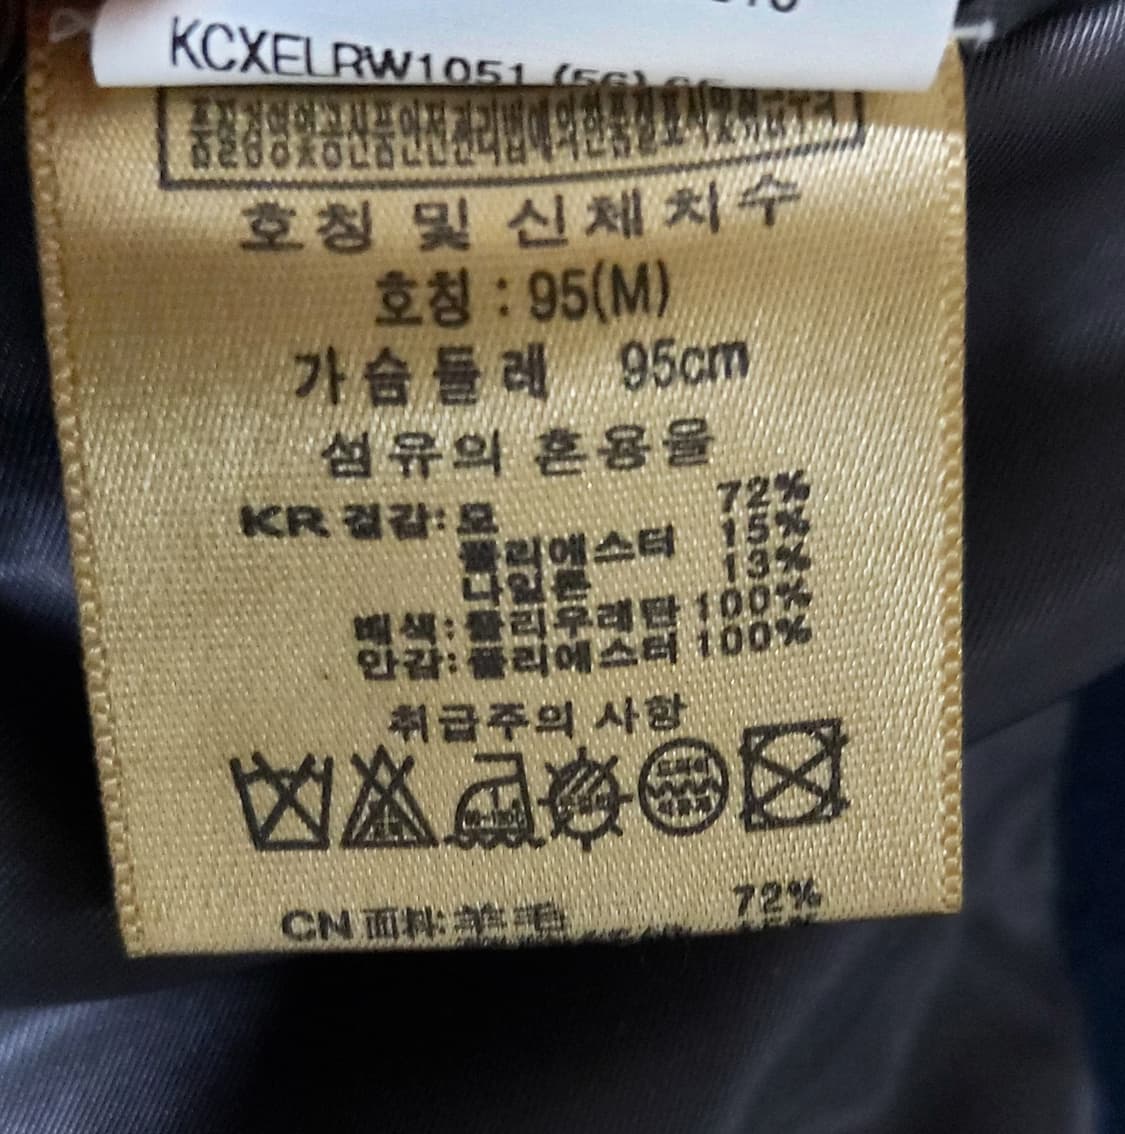 KCXELRW1051 (56)
품질경영및공산품안전관리법에의한품질표시및취급주의
호칭 및 신체치수
호칭 : 95(M)
가슴둘레 95cm
섬유의 혼용율
KR 겉감: 모 72%
폴리에스터 15%
나일론 13%
배색: 폴리우레탄 100%
안감: 폴리에스터 100%
취급주의 사항
CN 面料: 羊毛 72%